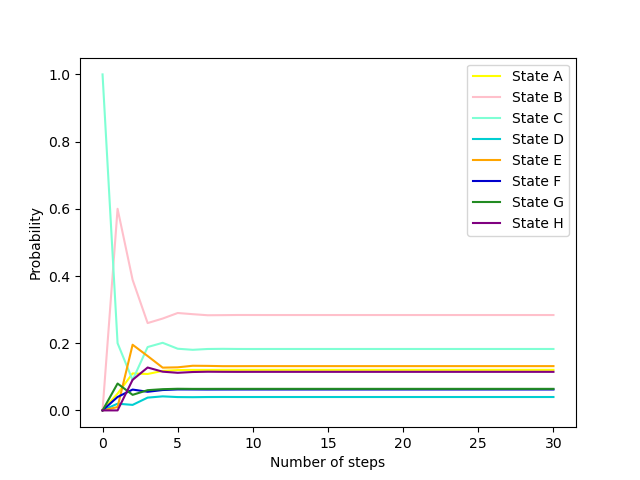 1.0
0.8
0.6
0.4
0.2
0.0
Probability
0 5 10 15 20 25 30
Number of steps
State A
State B
State C
State D
State E
State F
State G
State H